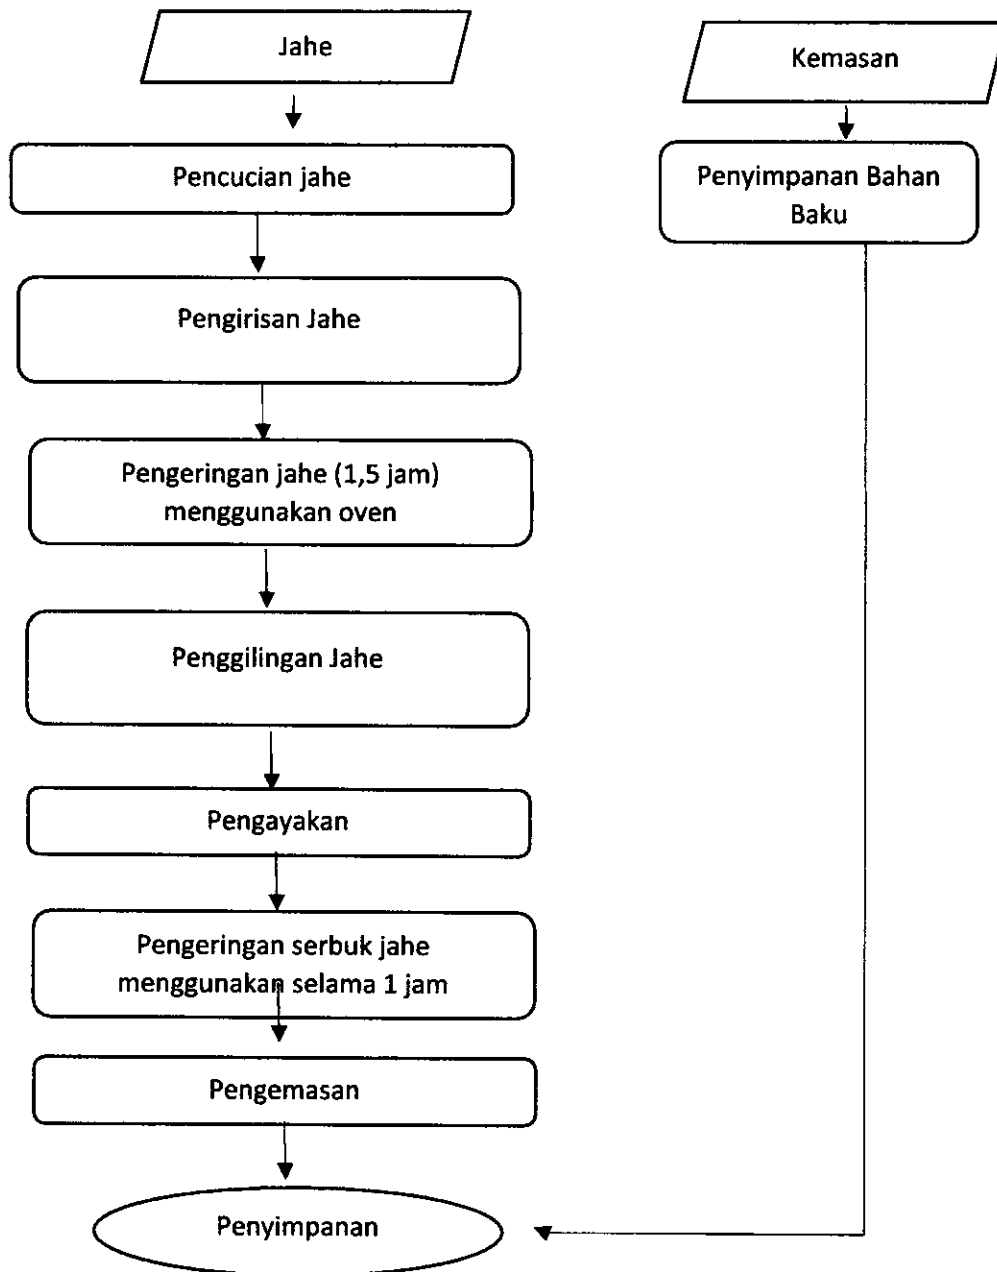 Jahe
Pencucian jahe
Pengirisan Jahe
Pengeringan jahe (1,5 jam)
menggunakan oven
Penggilingan Jahe
Pengayakan
Pengeringan serbuk jahe
menggunakan selama 1 jam
Pengemasan
Penyimpanan
Kemasan
Penyimpanan Bahan
Baku